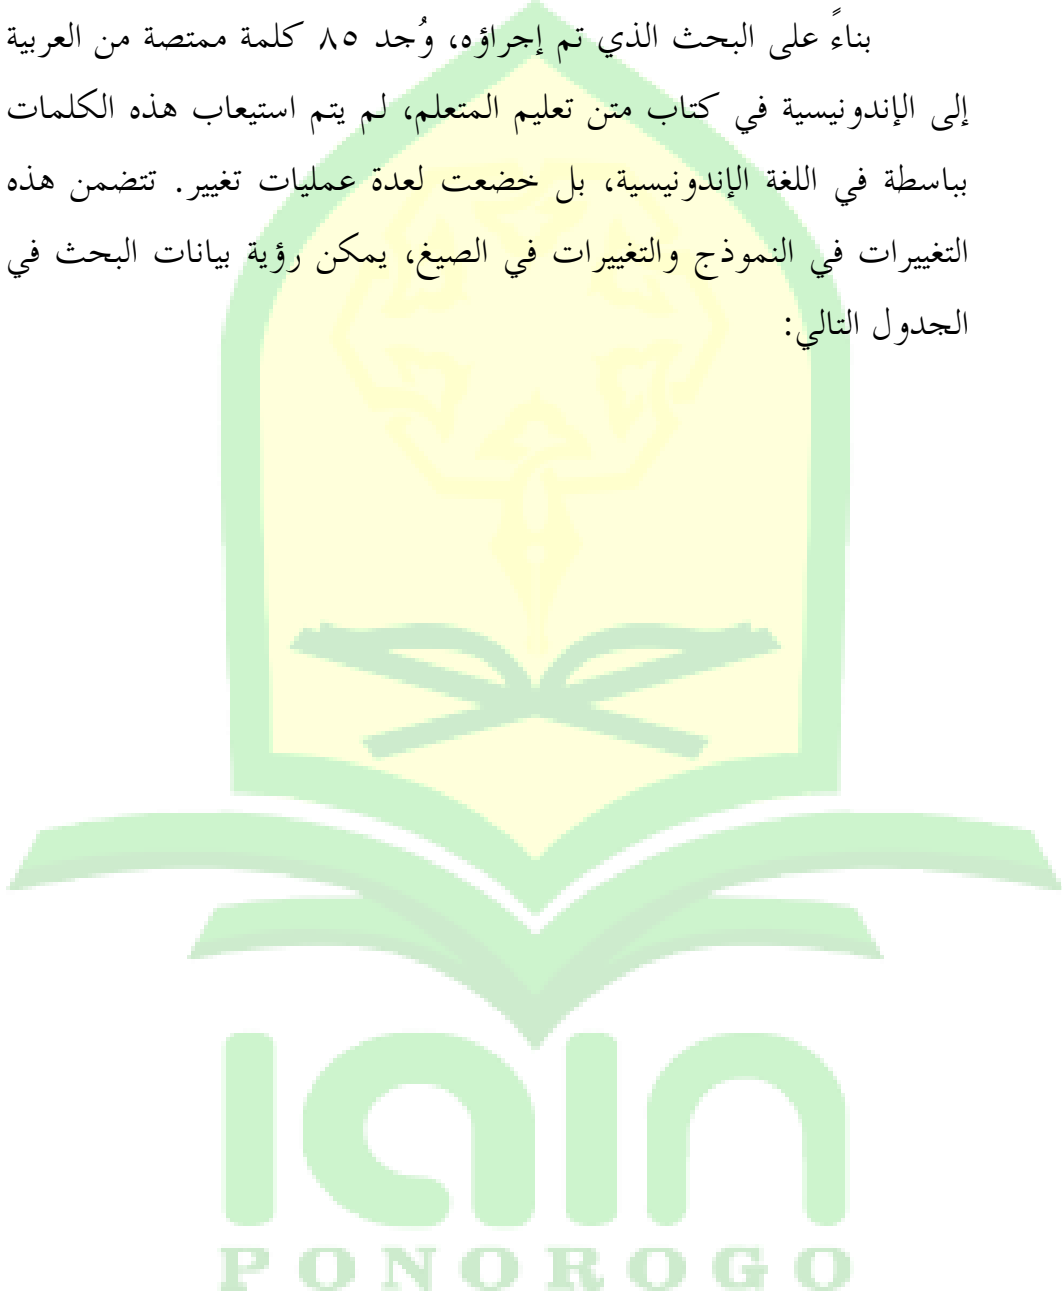 بناءً على البحث الذي تم إجراؤه، وُجد ٨٥ كلمة ممتصة من العربية
إلى الإندونيسية في كتاب متن تعليم المتعلم، لم يتم استيعاب هذه الكلمات
بباسطة في اللغة الإندونيسية، بل خضعت لعدة عمليات تغيير. تتضمن هذه
التغييرات في النموذج والتغييرات في الصيغ، يمكن رؤية بيانات البحث في
الجدول التالي:
iain
PONOROGO